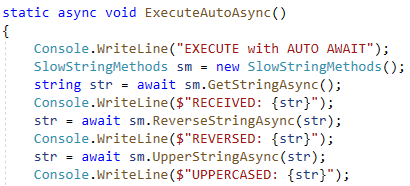 static async void ExecuteAutoAsync()
{
    Console.WriteLine("EXECUTE with AUTO AWAIT");
    SlowStringMethods sm = new SlowStringMethods();
    string str = await sm.GetStringAsync();
    Console.WriteLine($"RECEIVED: {str}");
    str = await sm.ReverseStringAsync(str);
    Console.WriteLine($"REVERSED: {str}");
    str = await sm.UpperStringAsync(str);
    Console.WriteLine($"UPPERCASED: {str}");